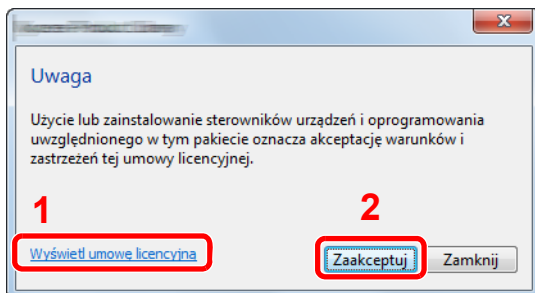 Uwaga
Użycie lub zainstalowanie sterowników urządzeń i oprogramowania
uwzględnionego w tym pakiecie oznacza akceptację warunków i
zastrzeżeń tej umowy licencyjnej.
1
2
Wyświetl umowę licencyjną
Zaakceptuj
Zamknij